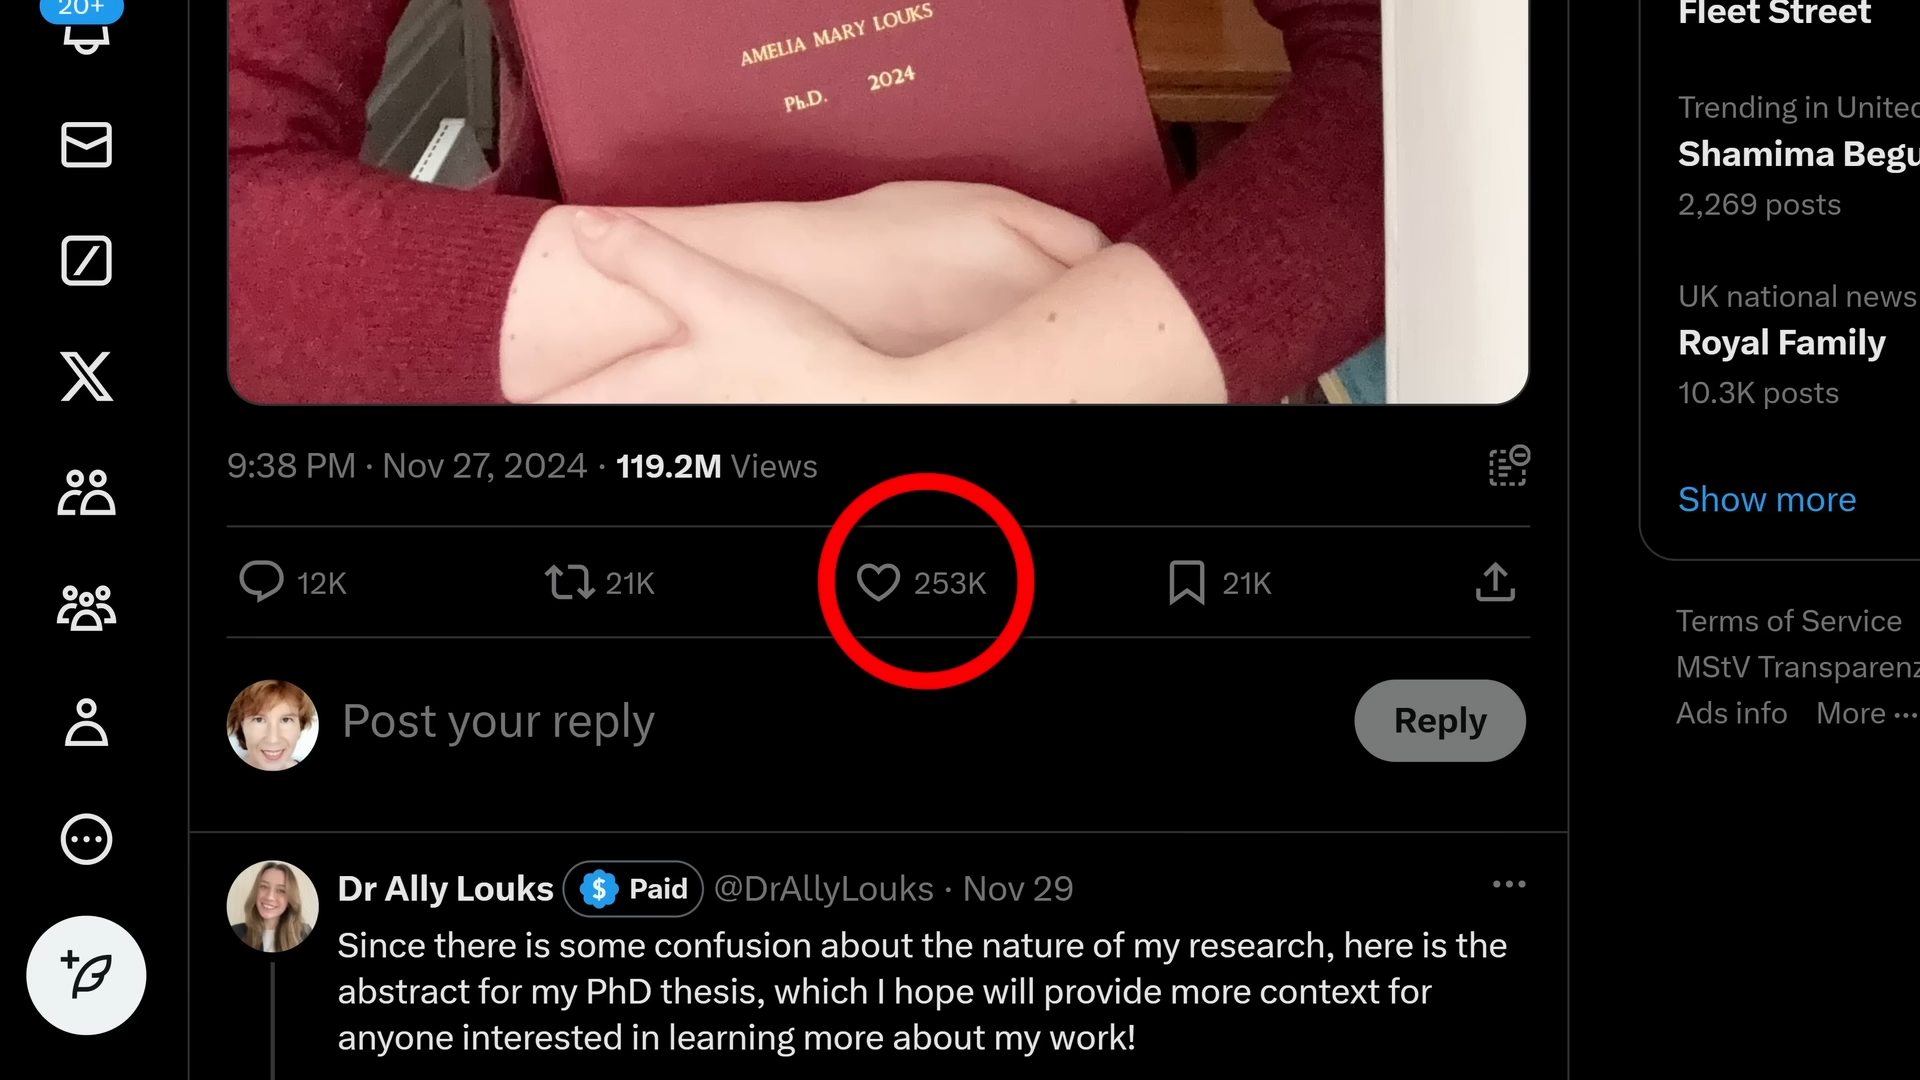 20+
AMELIA MARY LOUKS
Ph.D. 2024
9:38 PM · Nov 27, 2024 · 119.2M Views
12K 21K 253K 21K
Post your reply
Reply
Dr Ally Louks $ Paid @DrAllyLouks · Nov 29
Since there is some confusion about the nature of my research, here is the
abstract for my PhD thesis, which I hope will provide more context for
anyone interested in learning more about my work!
Fleet Street
Trending in United
Shamima Begu
2,269 posts
UK national news
Royal Family
10.3K posts
Show more
Terms of Service
MStV Transparenz
Ads info More ...